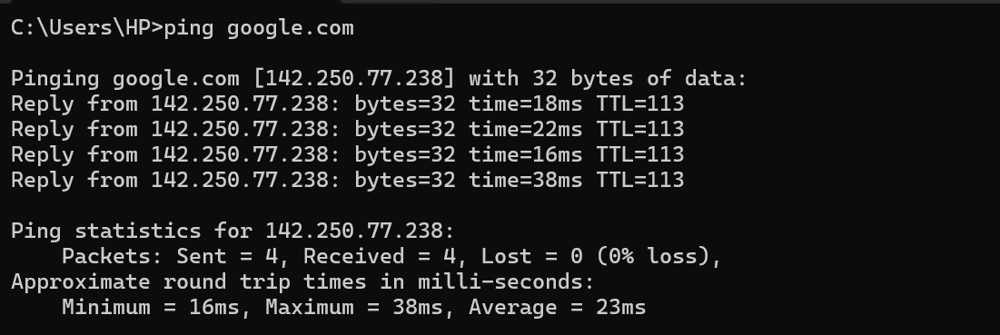 C:\Users\HP>ping google.com
Pinging google.com [142.250.77.238] with 32 bytes of data:
Reply from 142.250.77.238: bytes=32 time=18ms TTL=113
Reply from 142.250.77.238: bytes=32 time=22ms TTL=113
Reply from 142.250.77.238: bytes=32 time=16ms TTL=113
Reply from 142.250.77.238: bytes=32 time=38ms TTL=113
Ping statistics for 142.250.77.238:
    Packets: Sent = 4, Received = 4, Lost = 0 (0% loss),
Approximate round trip times in milli-seconds:
    Minimum = 16ms, Maximum = 38ms, Average = 23ms